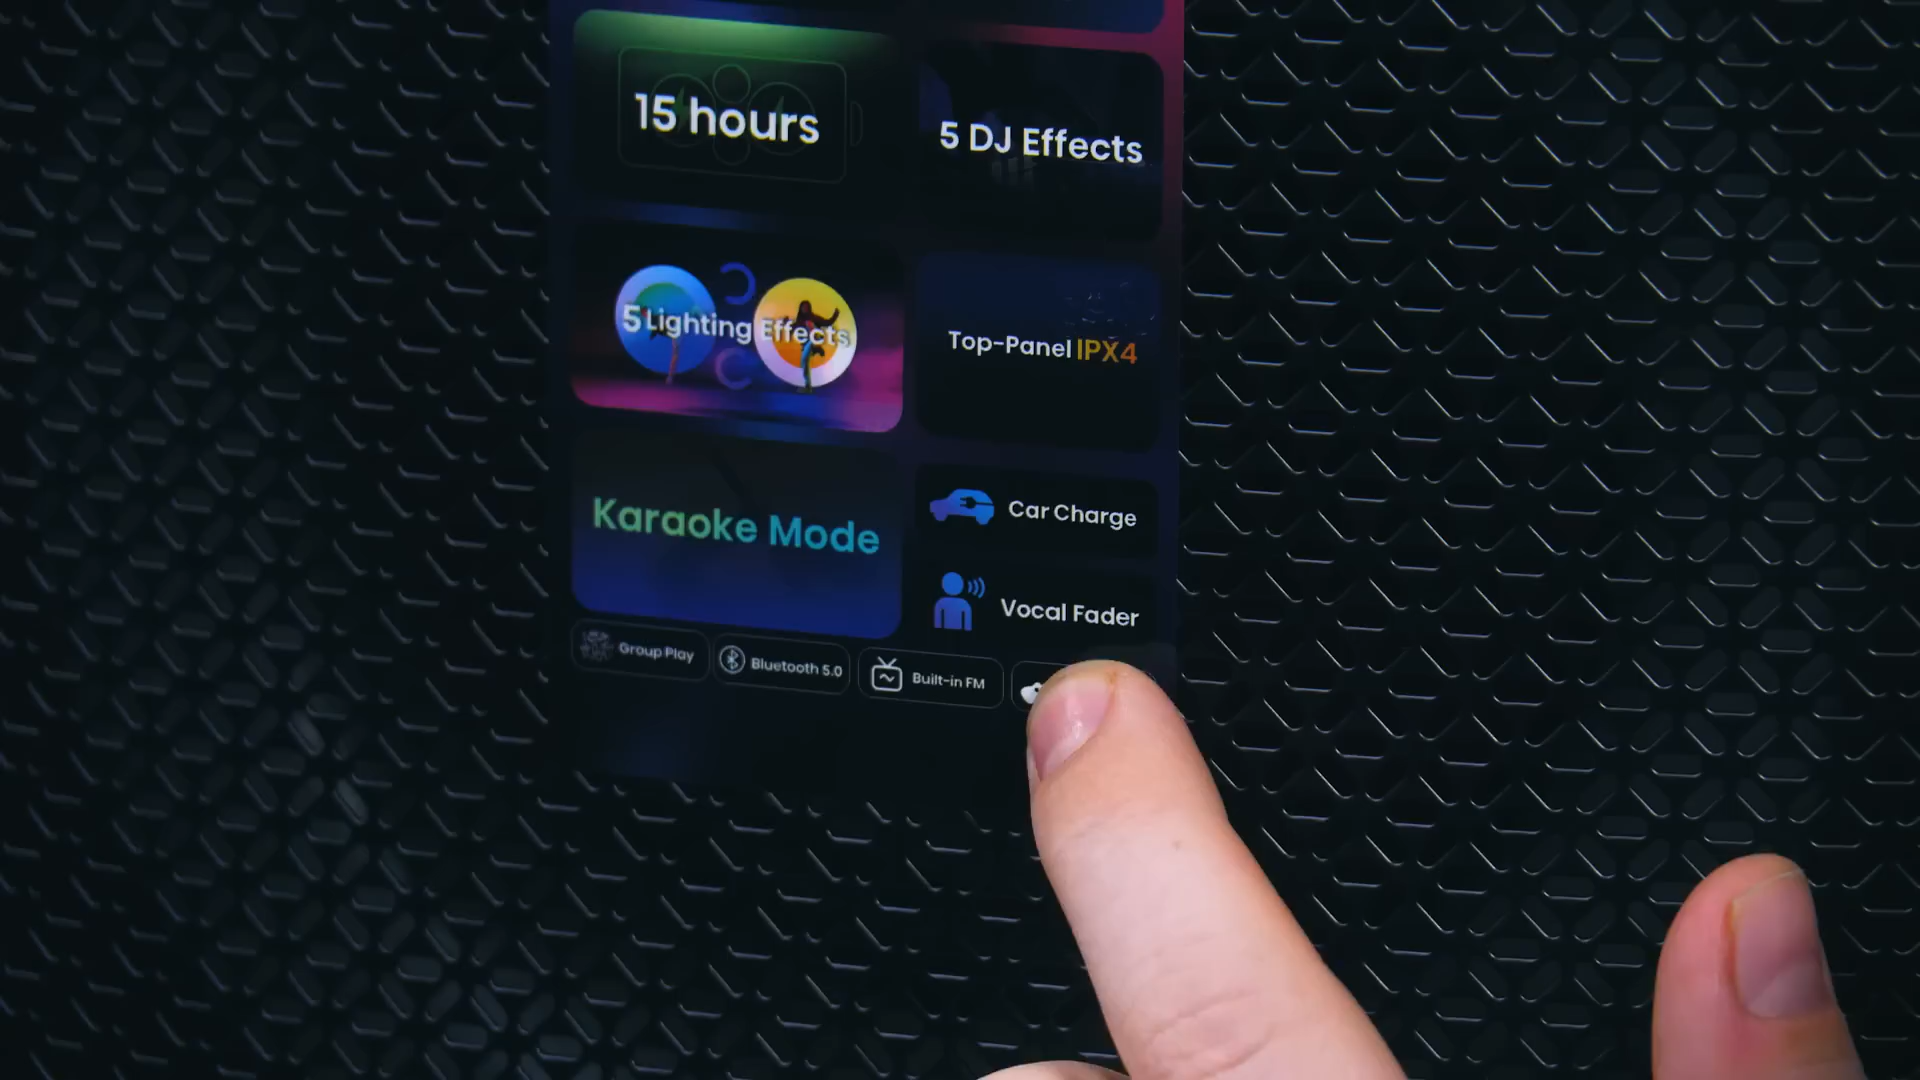 15 hours
5 DJ Effects
5 Lighting Effects
Top-Panel IPX4
Karaoke Mode
Car Charge
Vocal Fader
Group Play
Bluetooth 5.0
Built-in FM